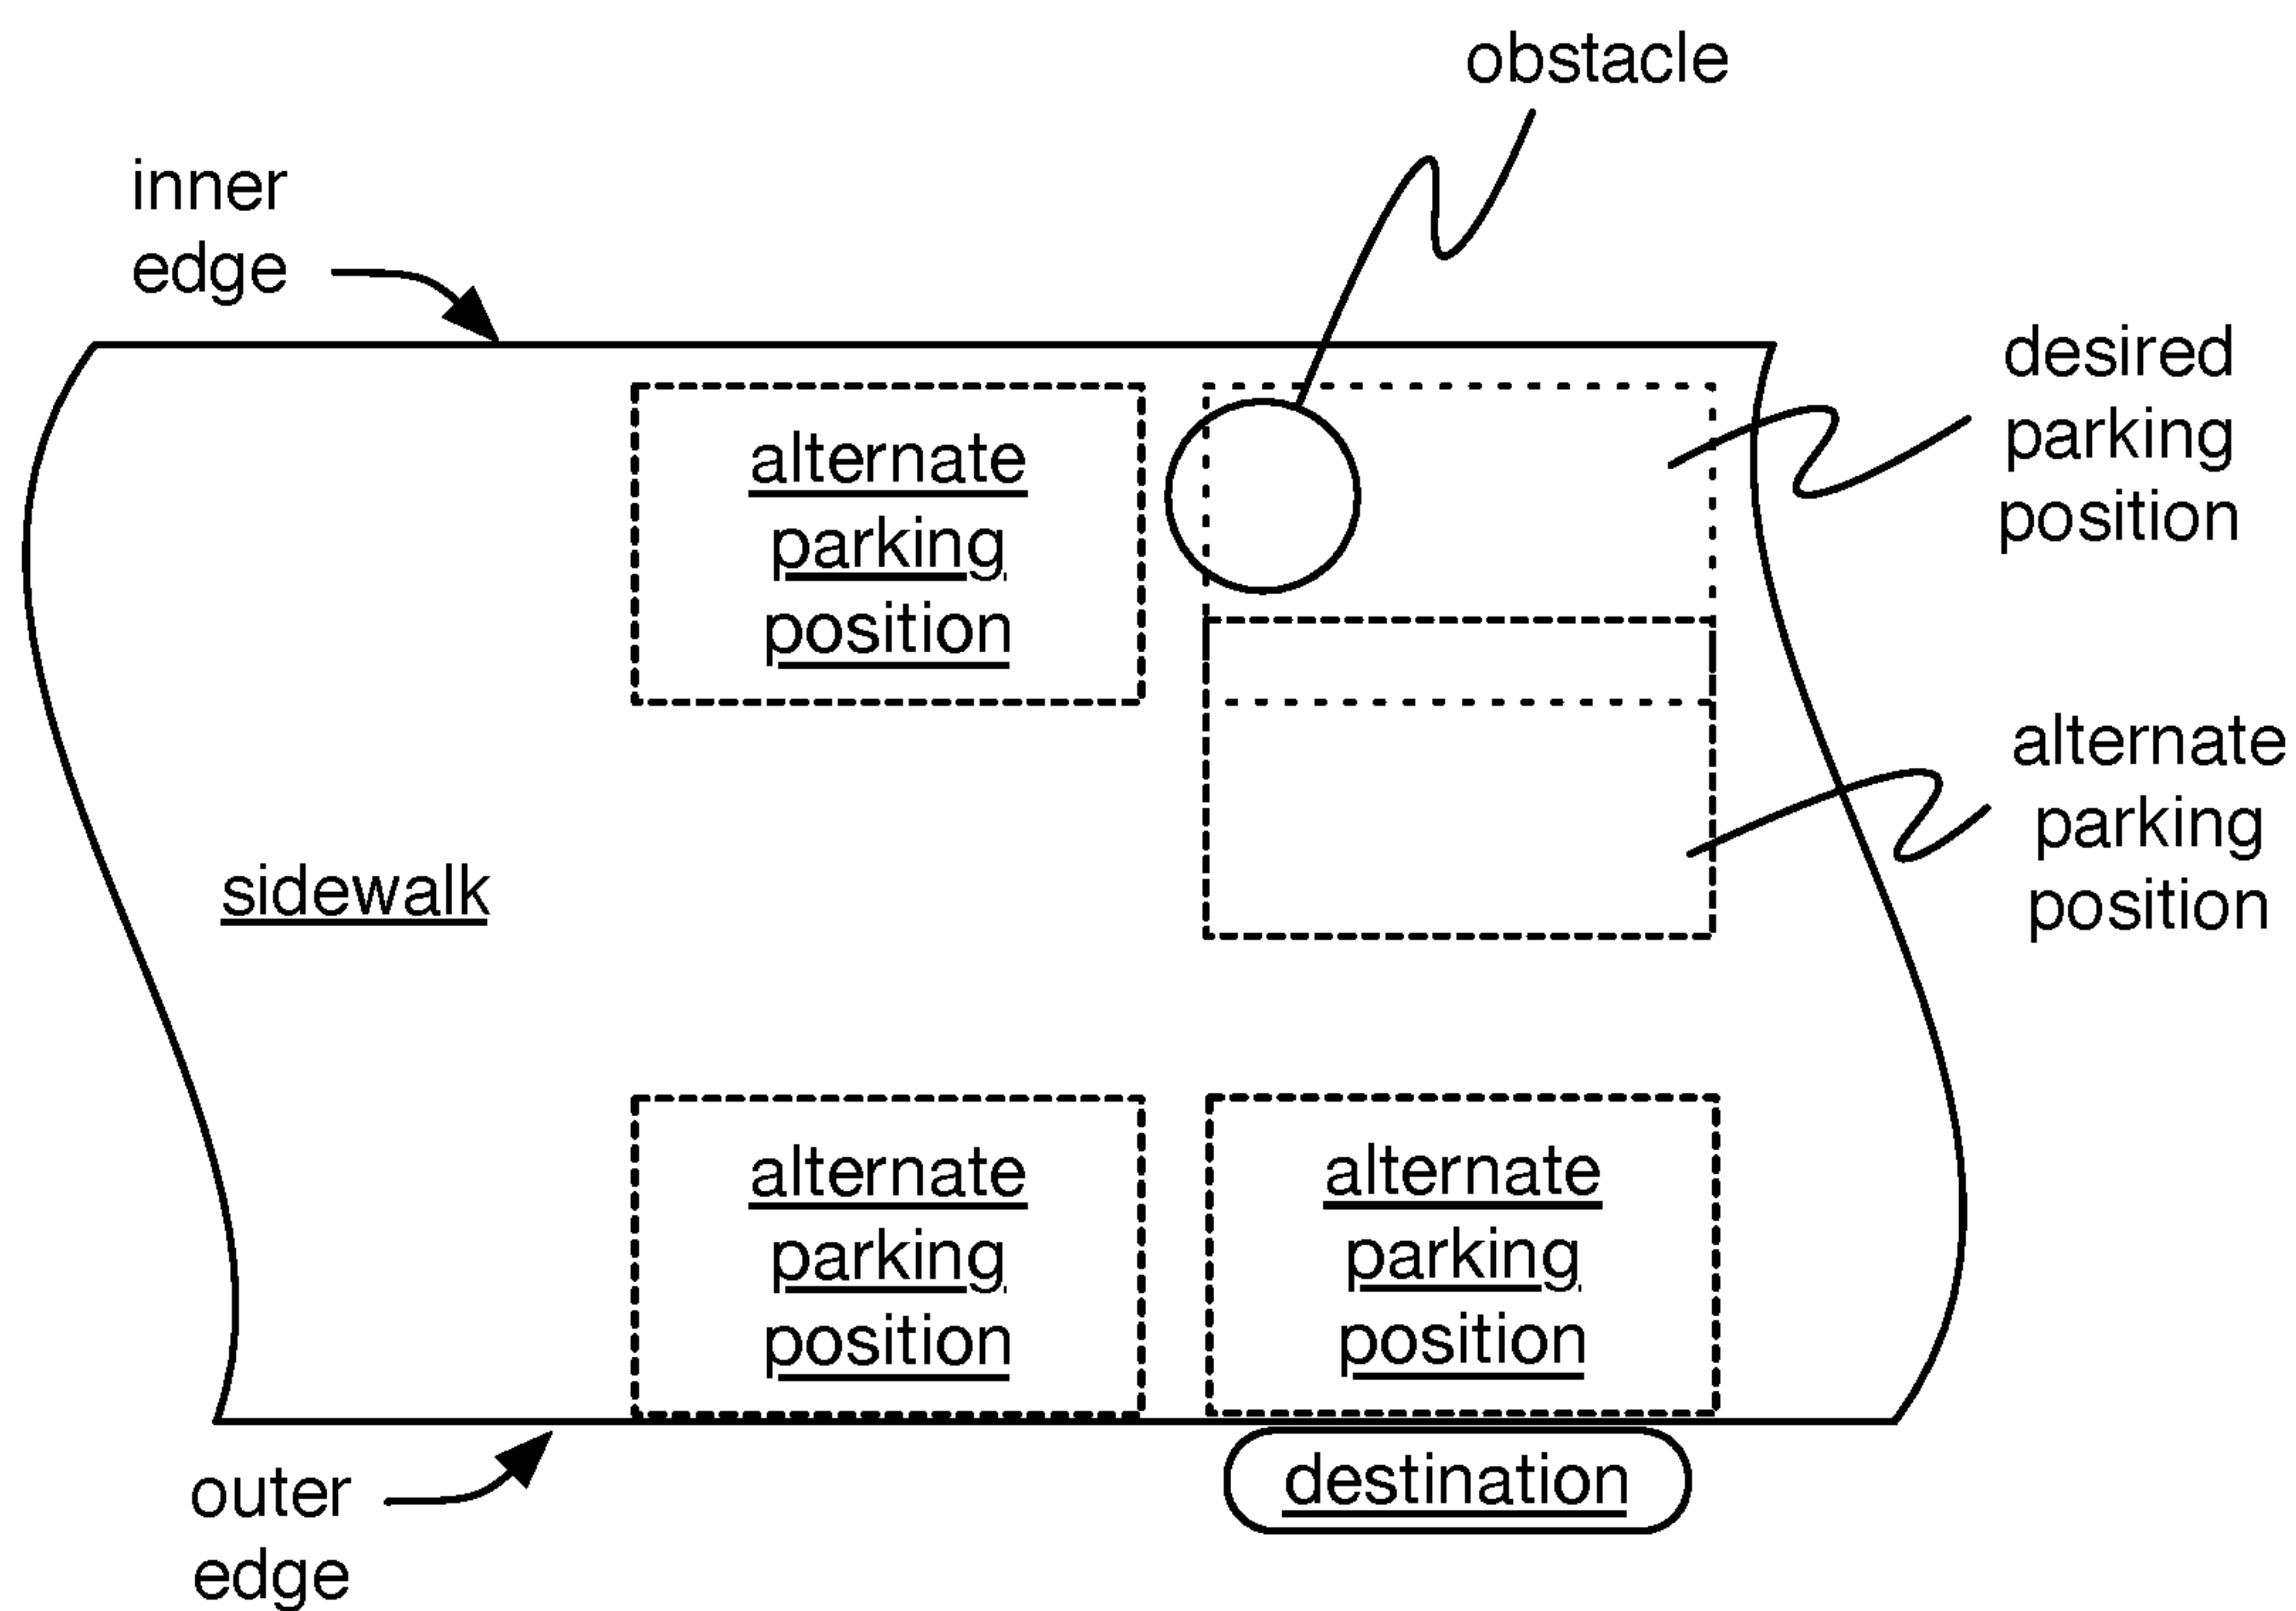 obstacle
inner
edge
desired
parking
position
alternate
parking
position
alternate
parking
position
sidewalk
alternate
parking
position
alternate
parking
position
destination
outer
edge